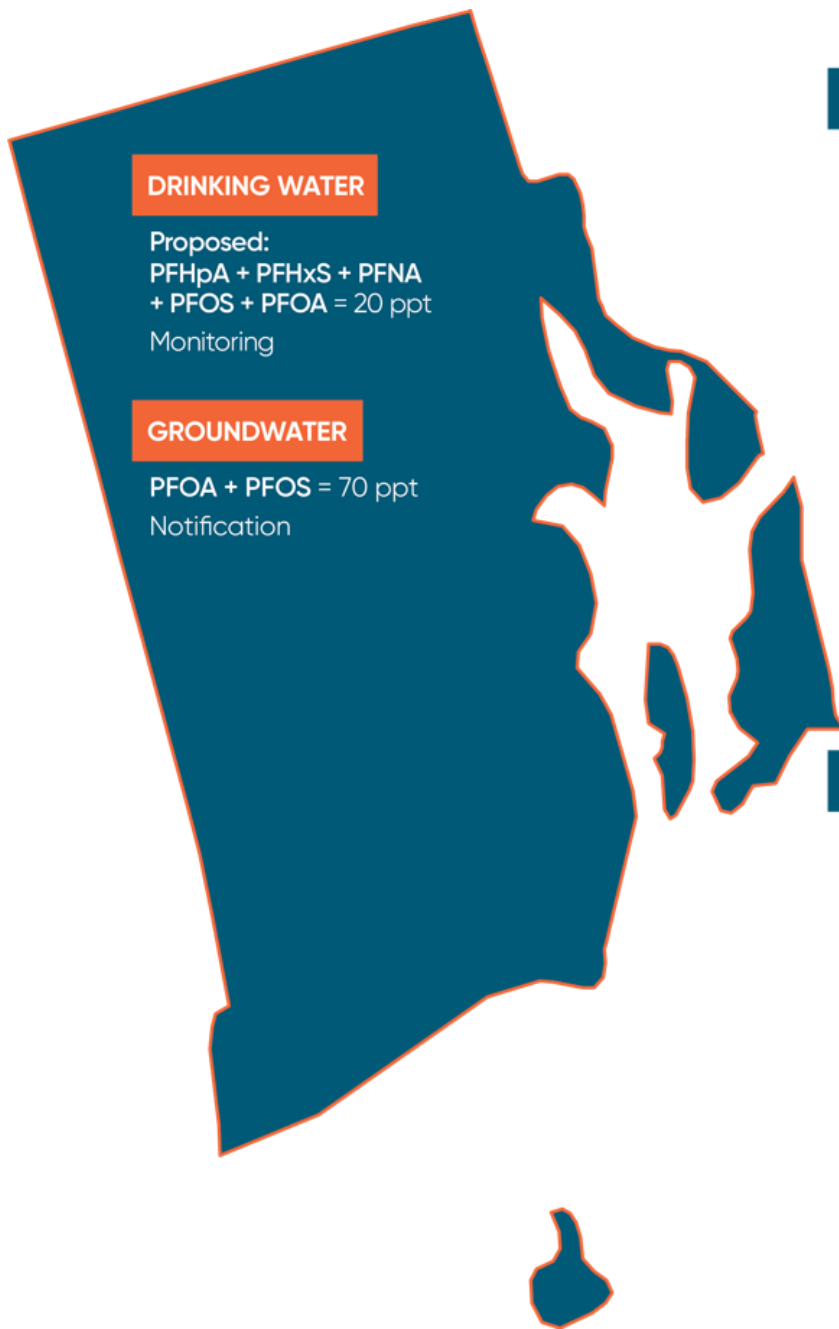 DRINKING WATER
Proposed:
PFHpA + PFHxS + PFNA
+ PFOS + PFOA = 20 ppt
Monitoring
GROUNDWATER
PFOA + PFOS = 70 ppt
Notification